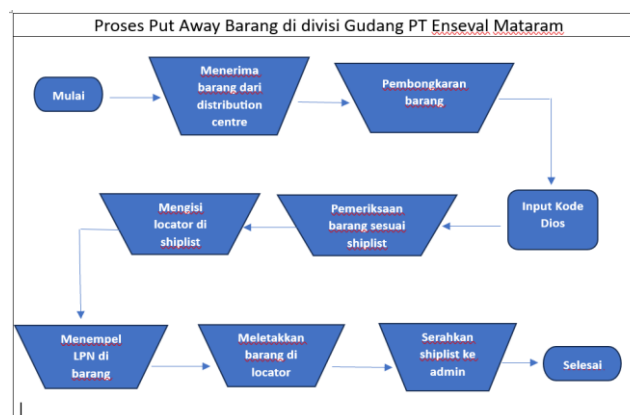 Proses Put Away Barang di divisi Gudang PT Enseval Mataram
Mulai
Menerima
barang dari
distribution
centre
Pembongkaran
barang
Input Kode
Dios
Pemeriksaan
barang sesuai
shiplist
Mengisi
locator di
shiplist
Menempel
LPN di
barang
Meletakkan
barang di
locator
Serahkan
shiplist ke
admin
Selesai